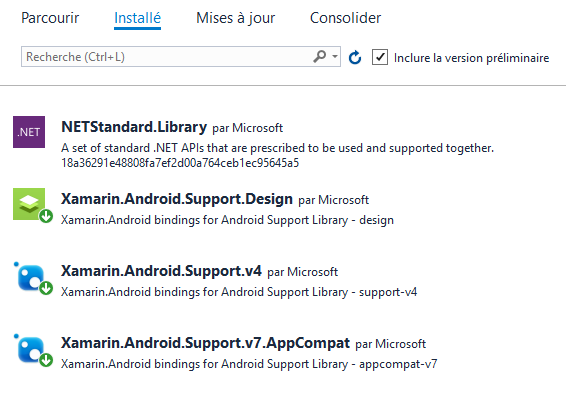 Parcourir Installé Mises à jour Consolider
Recherche (Ctrl+L) Inclure la version préliminaire
.NET NETStandard.Library par Microsoft
A set of standard .NET APIs that are prescribed to be used and supported together.
18a36291e48808fa7ef2d00a764ceb1ec95645a5
Xamarin.Android.Support.Design par Microsoft
Xamarin.Android bindings for Android Support Library - design
Xamarin.Android.Support.v4 par Microsoft
Xamarin.Android bindings for Android Support Library - support-v4
Xamarin.Android.Support.v7.AppCompat par Microsoft
Xamarin.Android bindings for Android Support Library - appcompat-v7